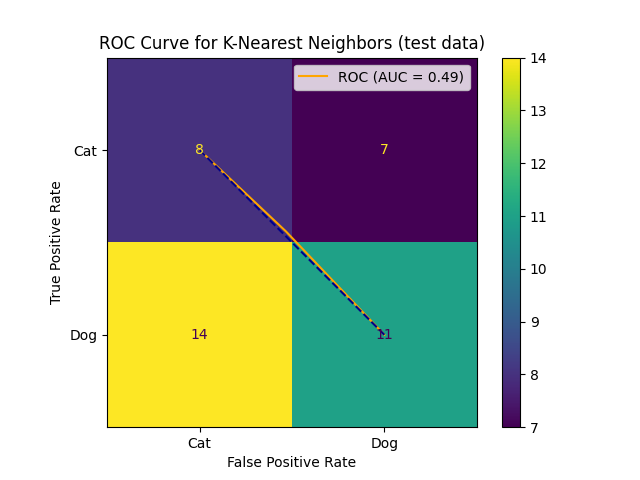 ROC Curve for K-Nearest Neighbors (test data)
ROC (AUC = 0.49)
True Positive Rate
Cat
8
7
Dog
14
11
Cat
Dog
False Positive Rate
14
13
12
11
10
9
8
7